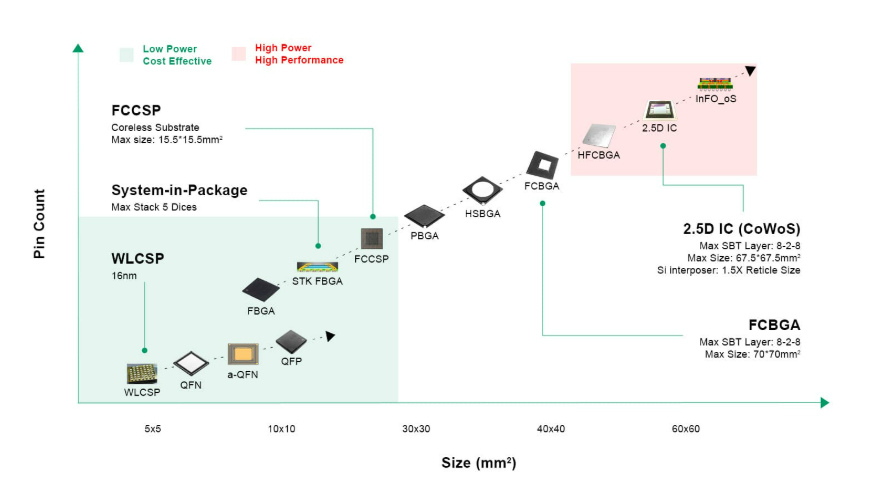 Low Power
Cost Effective
High Power
High Performance
FCCSP
Coreless Substrate
Max size: 15.5*15.5mm²
System-in-Package
Max Stack 5 Dices
WLCSP
16nm
InFO_oS
2.5D IC
HFCBGA
FCBGA
HSBGA
PBGA
FCCSP
STK FBGA
FBGA
QFP
a-QFN
QFN
WLCSP
2.5D IC (CoWoS)
Max SBT Layer: 8-2-8
Max Size: 67.5*67.5mm²
Si interposer: 1.5X Reticle Size
FCBGA
Max SBT Layer: 8-2-8
Max Size: 70*70mm²
Pin Count
5x5
10x10
30x30
40x40
60x60
Size (mm²)